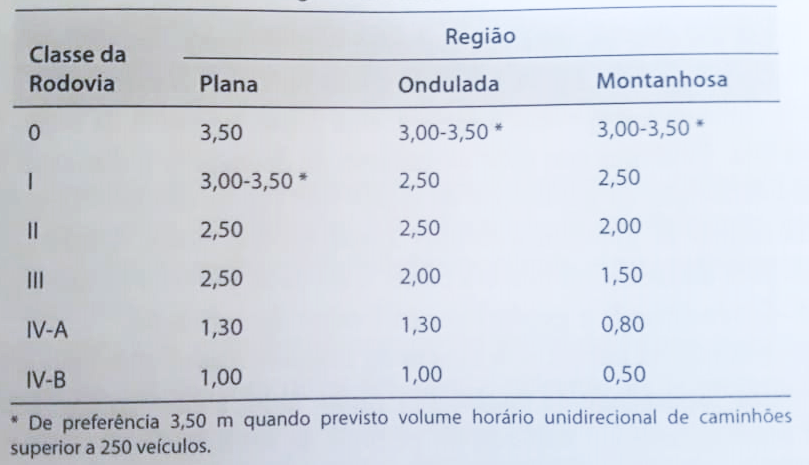 Classe da Rodovia Região
Plana Ondulada Montanhosa
0 3,50 3,00-3,50 * 3,00-3,50 *
I 3,00-3,50 * 2,50 2,50
II 2,50 2,50 2,00
III 2,50 2,00 1,50
IV-A 1,30 1,30 0,80
IV-B 1,00 1,00 0,50
* De preferência 3,50 m quando previsto volume horário unidirecional de caminhões
superior a 250 veículos.